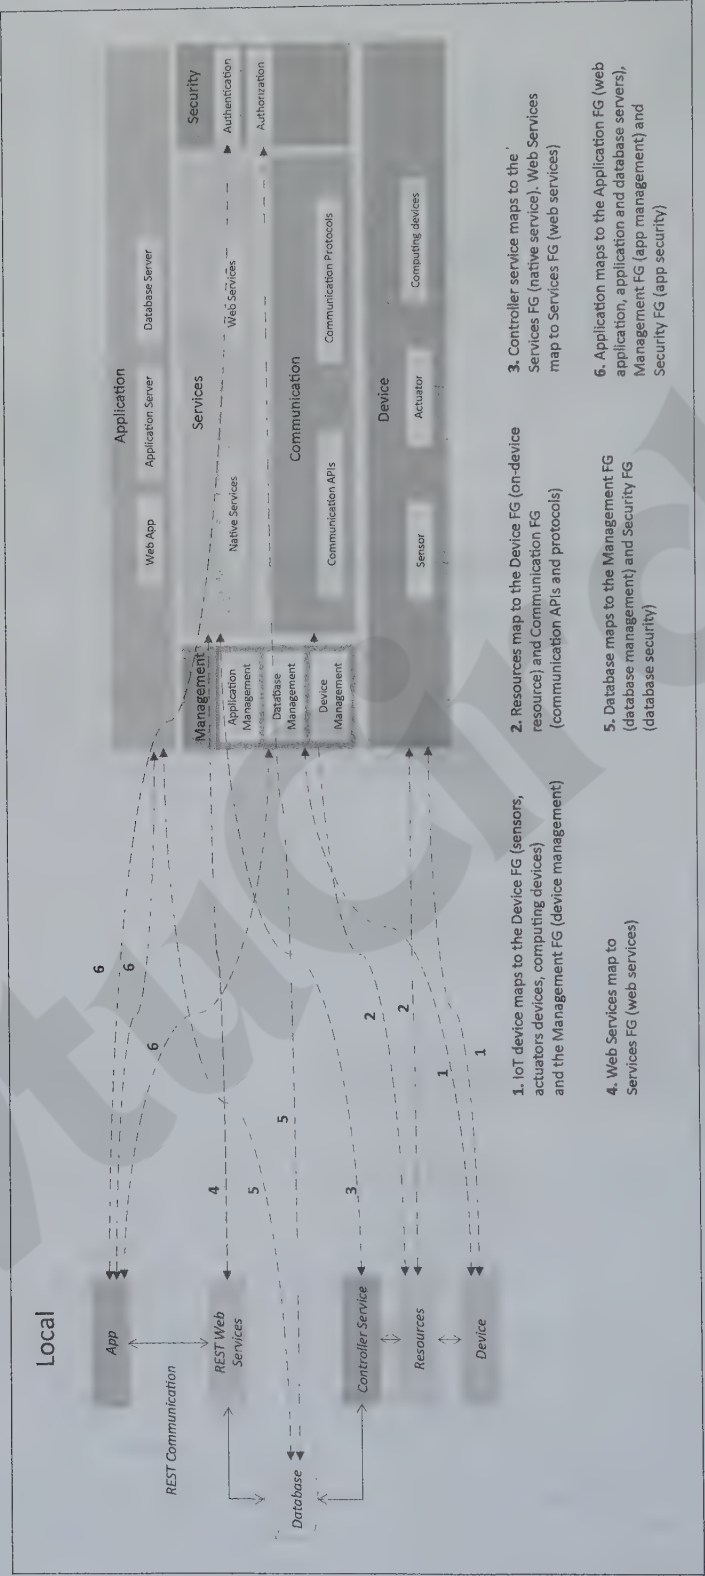 Local
App
REST Communication
REST Web
Services
Database
Controller Service
Resources
Device
6
6
6
4
5
5
3
2
2
1
1
Application
Web App
Application Server
Database Server
Management
Application
Management
Database
Management
Device
Management
Services
Native Services
Web Services
Communication
Communication APIs
Communication Protocols
Security
Authentication
Authorization
Device
Sensor
Actuator
Computing devices
1. IoT device maps to the Device FG (sensors,
actuators devices, computing devices)
and the Management FG (device management)
2. Resources map to the Device FG (on-device
resource) and Communication FG
(communication APIs and protocols)
3. Controller service maps to the
Services FG (native service). Web Services
map to Services FG (web services)
4. Web Services map to
Services FG (web services)
5. Database maps to the Management FG
(database management) and Security FG
(database security)
6. Application maps to the Application FG (web
application, application and database servers),
Management FG (app management) and
Security FG (app security)